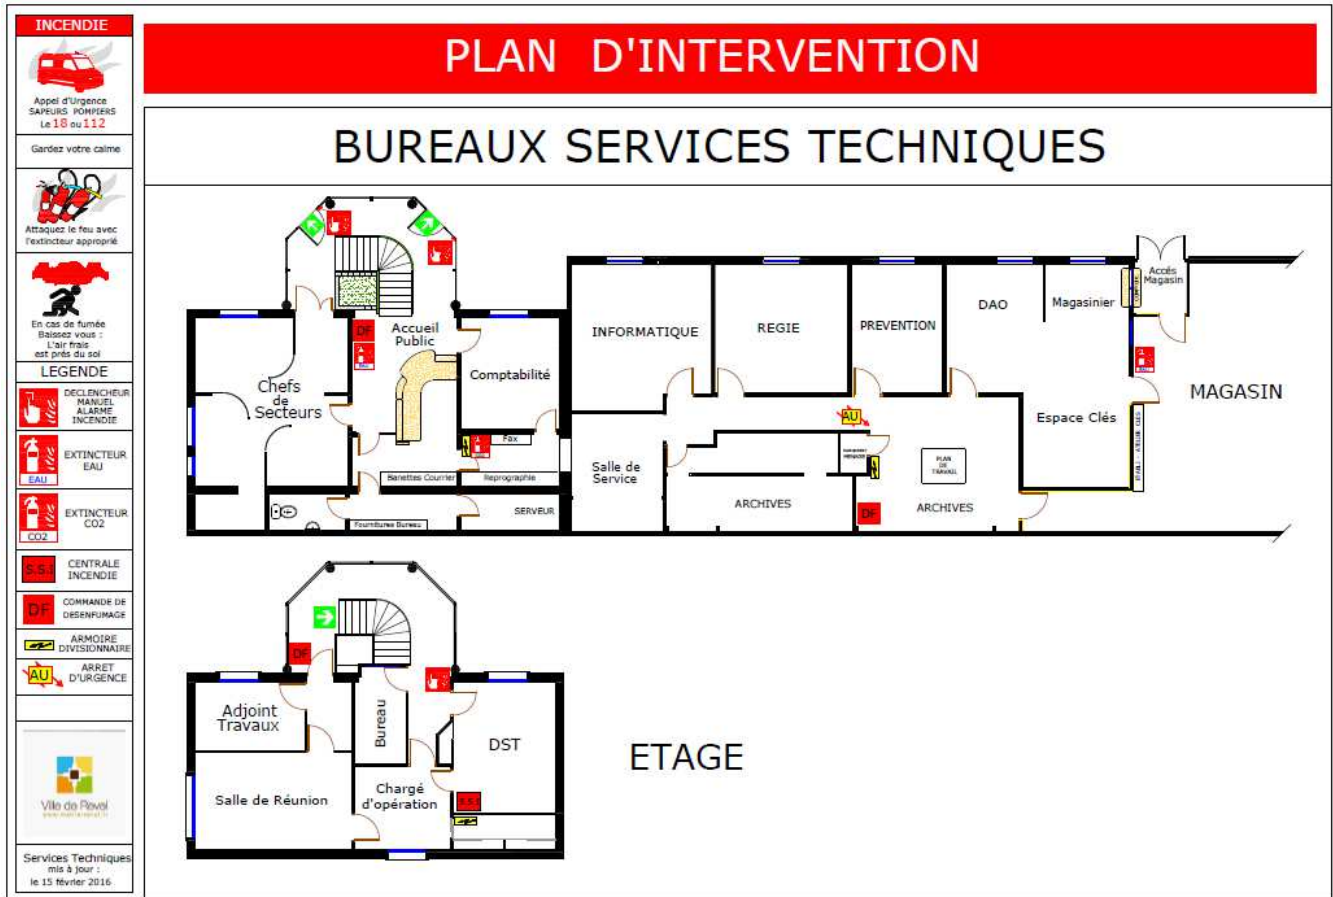 INCENDIE
Appel d'Urgence
SAPEURS POMPIERS
Le 18 ou 112
Gardez votre calme
Attaquez le feu avec
l'extincteur approprié
En cas de fumée
Baissez vous :
L'air frais
est prés du sol
LEGENDE
DECLENCHEUR
MANUEL
ALARME
INCENDIE
EXTINCTEUR
EAU
EAU
EXTINCTEUR
CO2
CO2
S.S.I
CENTRALE
INCENDIE
DF
COMMANDE DE
DESENFUMAGE
ARMOIRE
DIVISIONNAIRE
AU
ARRET
D'URGENCE
Ville de Revel
Services Techniques
mis à jour :
le 15 février 2016
PLAN D'INTERVENTION
BUREAUX SERVICES TECHNIQUES
Accueil
Public
DF
Chefs
de
Secteurs
Comptabilité
Fax
Banettes Courrier
Reprographie
Fournitures Bureau
SERVEUR
INFORMATIQUE
REGIE
PREVENTION
DAO
Magasinier
Accés
Magasin
MAGASIN
Espace Clés
AU
Salle de
Service
ARCHIVES
PLAN
DE
TRAVAIL
DF
ARCHIVES
DF
Adjoint
Travaux
Bureau
DST
Salle de Réunion
Chargé
d'opération
S.S.I
ETAGE